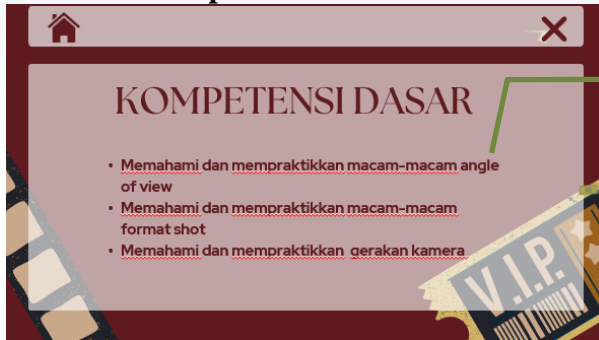 KOMPETENSI DASAR
• Memahami dan mempraktikkan macam-macam angle
of view
• Memahami dan mempraktikkan macam-macam
format shot
• Memahami dan mempraktikkan gerakan kamera
V.I.P.